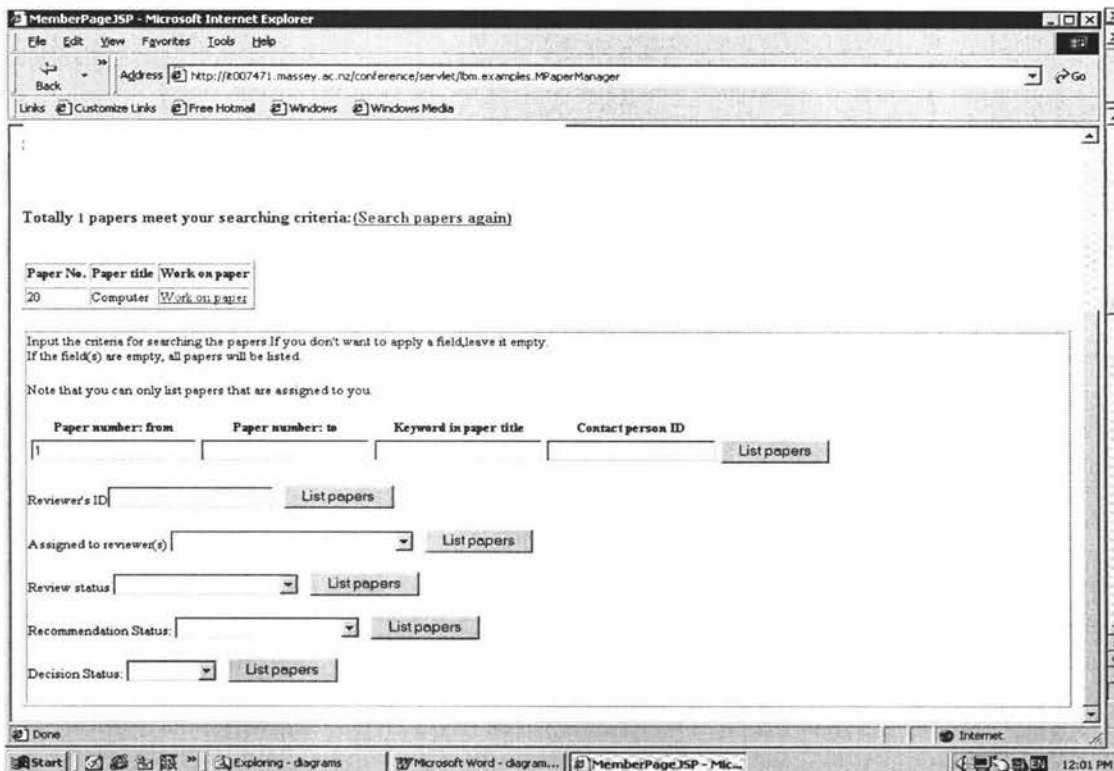 MemberPageJSP - Microsoft Internet Explorer
File Edit View Favorites Tools Help
Back » Address http://it007471.massey.ac.nz/conference/servlet/lbm.examples.MPaperManager Go
Links Customize Links Free Hotmail Windows Windows Media
Totally 1 papers meet your searching criteria:(Search papers again)
Paper No. Paper title Work on paper
20 Computer Work on paper
Input the criteria for searching the papers.If you don't want to apply a field,leave it empty.
If the field(s) are empty, all papers will be listed.
Note that you can only list papers that are assigned to you.
Paper number: from Paper number: to Keyword in paper title Contact person ID
1 List papers
Reviewer's ID List papers
Assigned to reviewer(s) List papers
Review status List papers
Recommendation Status: List papers
Decision Status: List papers
Done Internet
Start » Exploring - diagrams Microsoft Word - diagram... MemberPageJSP - Mic... EN 12:01 PM